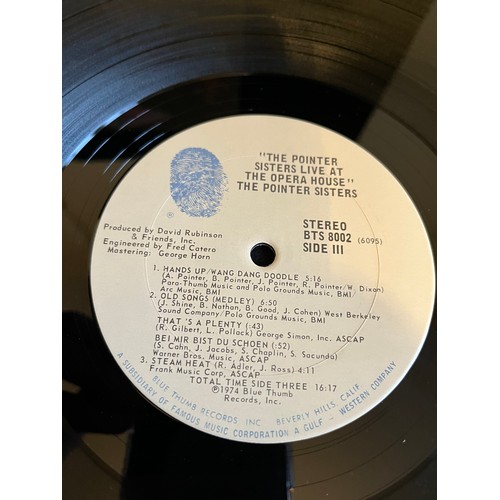 "THE POINTER
SISTERS LIVE AT
THE OPERA HOUSE"
THE POINTER SISTERS
®
STEREO
BTS 8002 (6095)
SIDE III
Produced by David Rubinson
& Friends, Inc.
Engineered by Fred Catero
Mastering: George Horn
1. HANDS UP/WANG DANG DOODLE 5:16
(A. Pointer, B. Pointer, J. Pointer, R. Pointer/W. Dixon)
Para-Thumb Music and Polo Grounds Music, BMI/
Arc Music, BMI
2. OLD SONGS (MEDLEY) 6:50
(J. Shine, B. Nathan, B. Good, J. Cohen) West Berkeley
Sound Company/Polo Grounds Music, BMI
THAT'S A PLENTY (:43)
(R. Gilbert, L. Pollack) George Simon, Inc. ASCAP
BEI MIR BIST DU SCHOEN (:52)
(S. Cahn, J. Jacobs, S. Chaplin, S. Sacunda)
Warner Bros. Music, ASCAP
3. STEAM HEAT (R. Adler, J. Ross) 4:11
Frank Music Corp, ASCAP
TOTAL TIME SIDE THREE 16:17
©1974 Blue Thumb
Records, Inc.
BLUE THUMB RECORDS, INC. BEVERLY HILLS, CALIF.
A SUBSIDIARY OF FAMOUS MUSIC CORPORATION A GULF - WESTERN COMPANY